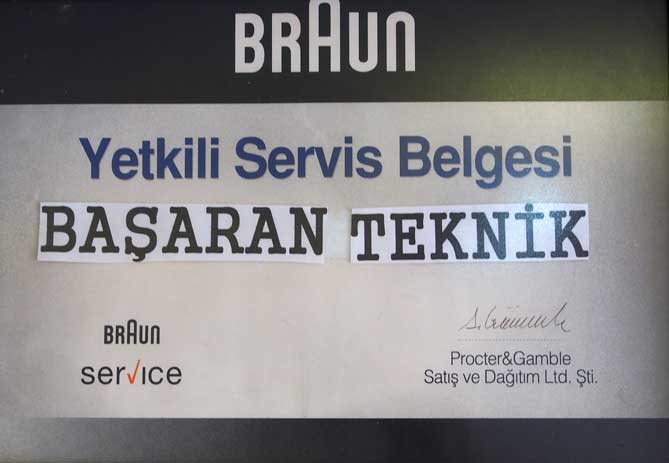 BRAUN
Yetkili Servis Belgesi
BAŞARAN TEKNİK
BRAUN
service
Procter&Gamble
Satış ve Dağıtım Ltd. Şti.